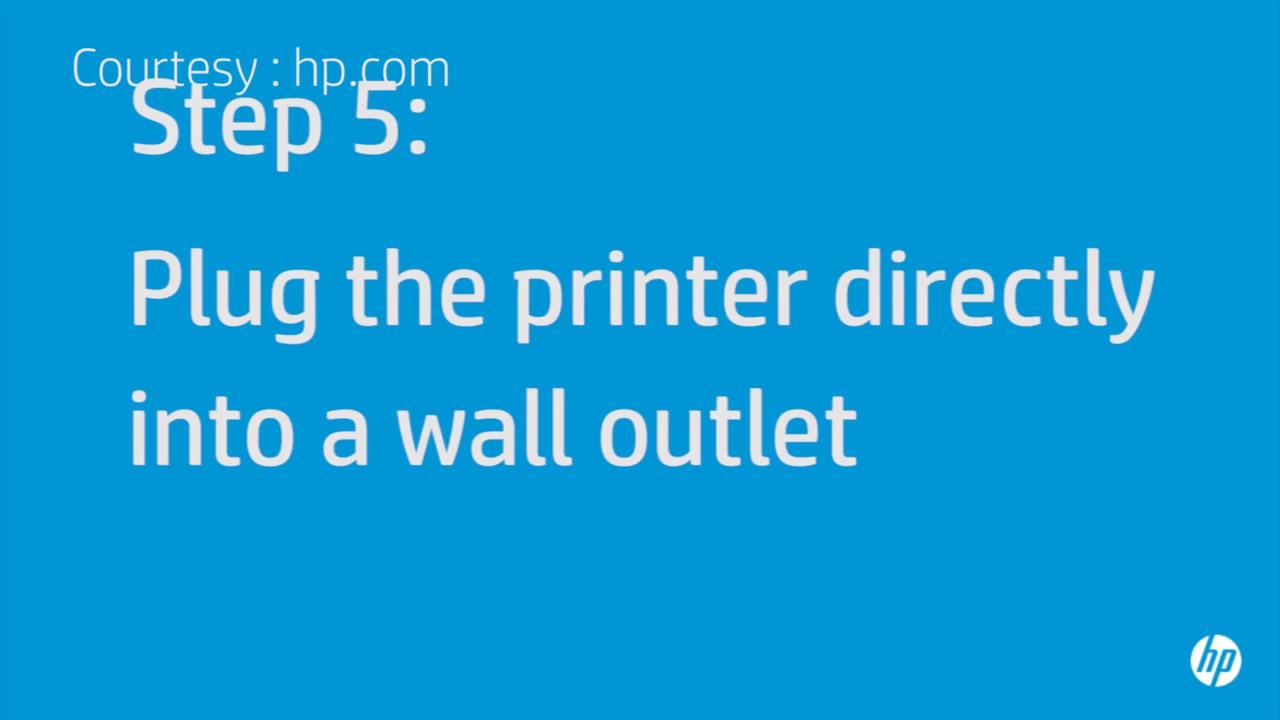 Courtesy : hp.com
Step 5:
Plug the printer directly
into a wall outlet
hp